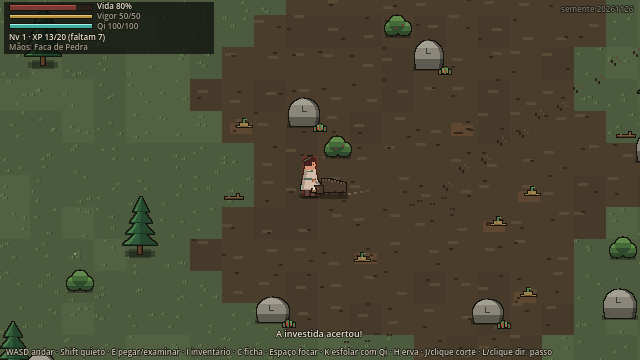 Vida 80%
Vigor 50/50
Qi 100/100
Nv 1 · XP 13/20 (faltam 7)
Mãos: Faca de Pedra
semente 20261126
A investida acertou!
WASD andar · Shift quieto · E pegar/examinar · I inventário · C ficha · Espaço focar · K esfolar com Qi · H erva · J/clique corte · L/clique dir. passo